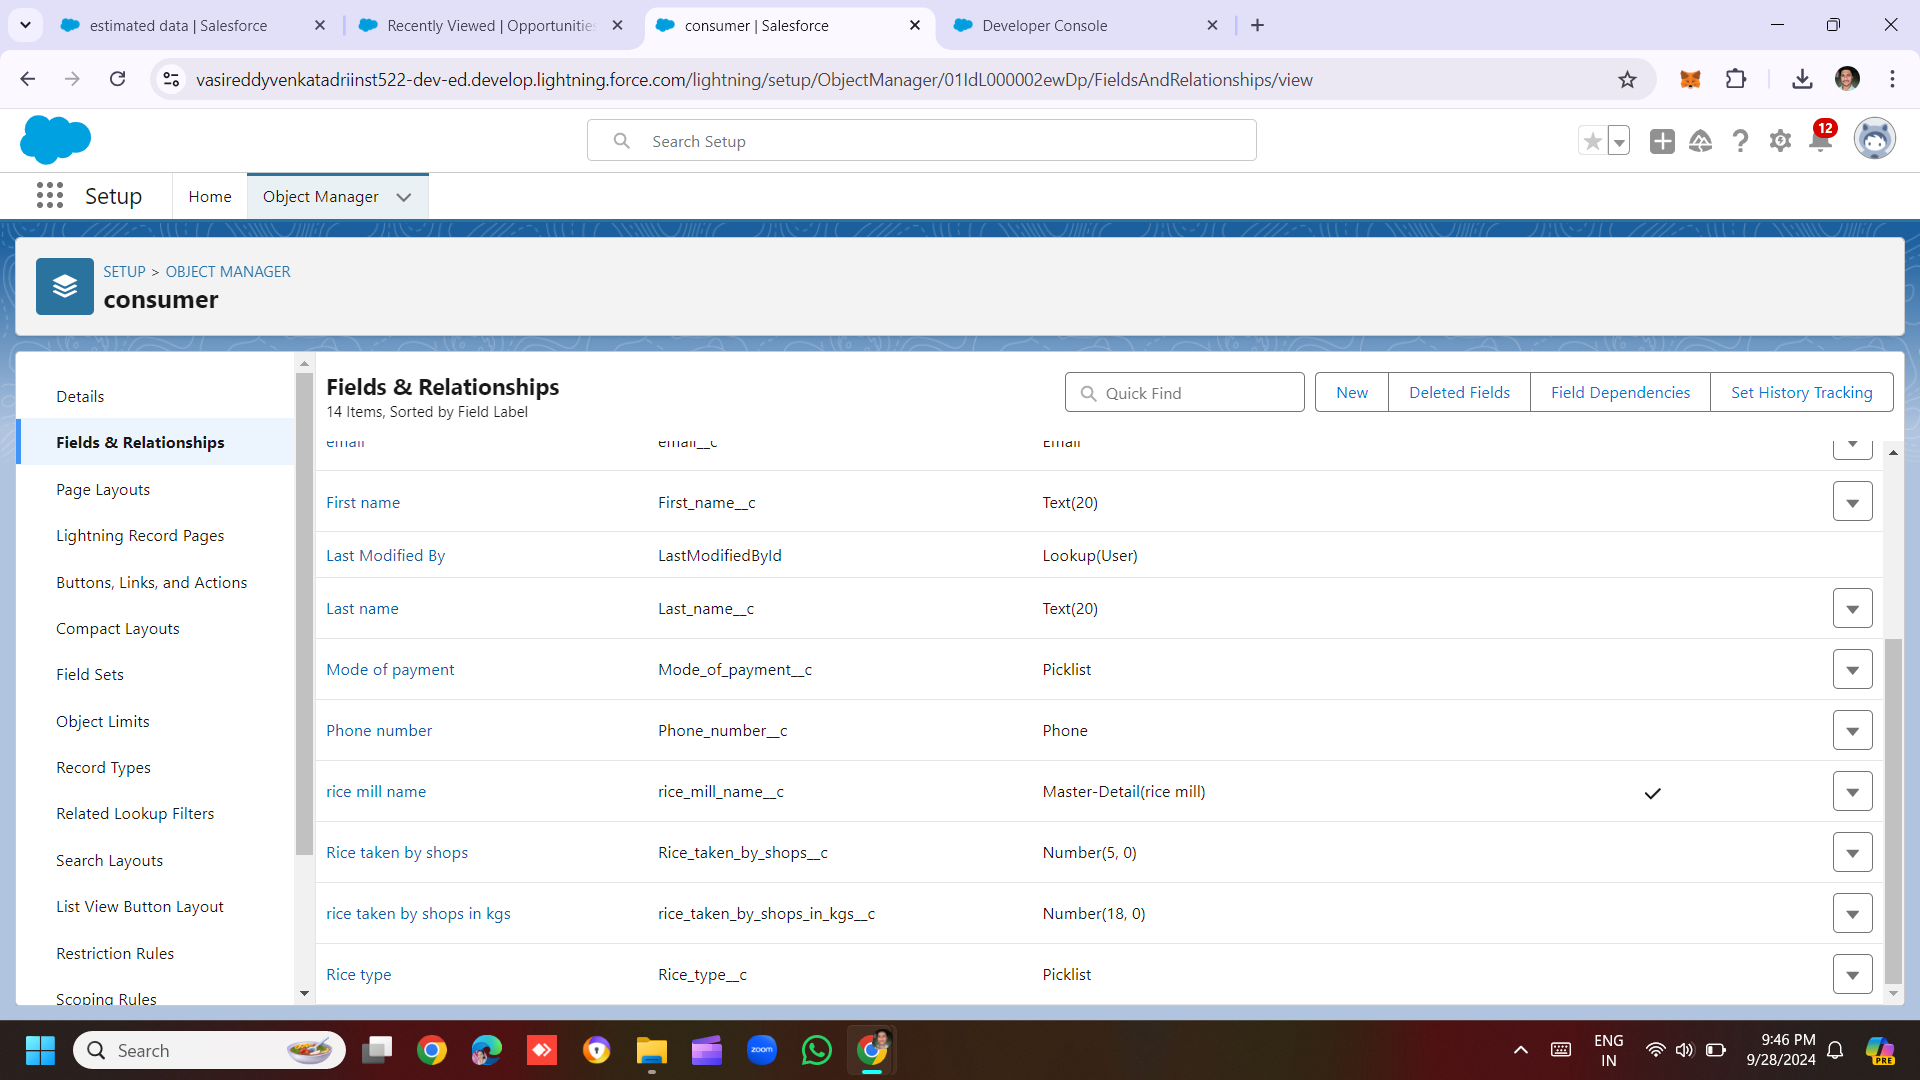 estimated data | Salesforce
Recently Viewed | Opportunities
consumer | Salesforce
Developer Console
vasireddyvenkatadriinst522-dev-ed.develop.lightning.force.com/lightning/setup/ObjectManager/01IdL000002ewDp/FieldsAndRelationships/view
Search Setup
12
Setup
Home
Object Manager
SETUP > OBJECT MANAGER
consumer
Details
Fields & Relationships
Page Layouts
Lightning Record Pages
Buttons, Links, and Actions
Compact Layouts
Field Sets
Object Limits
Record Types
Related Lookup Filters
Search Layouts
List View Button Layout
Restriction Rules
Scoping Rules
Fields & Relationships
14 Items, Sorted by Field Label
Quick Find
New
Deleted Fields
Field Dependencies
Set History Tracking
email email__c Email
First name First_name__c Text(20)
Last Modified By LastModifiedById Lookup(User)
Last name Last_name__c Text(20)
Mode of payment Mode_of_payment__c Picklist
Phone number Phone_number__c Phone
rice mill name rice_mill_name__c Master-Detail(rice mill)
Rice taken by shops Rice_taken_by_shops__c Number(5, 0)
rice taken by shops in kgs rice_taken_by_shops_in_kgs__c Number(18, 0)
Rice type Rice_type__c Picklist
Search
zoom
ENG
IN
9:46 PM
9/28/2024
PRE